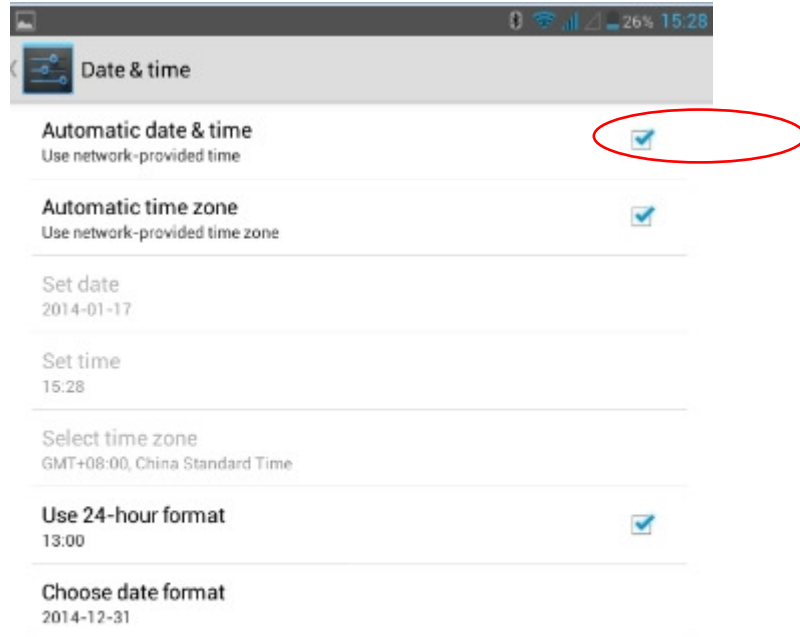 26% 15:28
Date & time
Automatic date & time
Use network-provided time
Automatic time zone
Use network-provided time zone
Set date
2014-01-17
Set time
15:28
Select time zone
GMT+08:00, China Standard Time
Use 24-hour format
13:00
Choose date format
2014-12-31